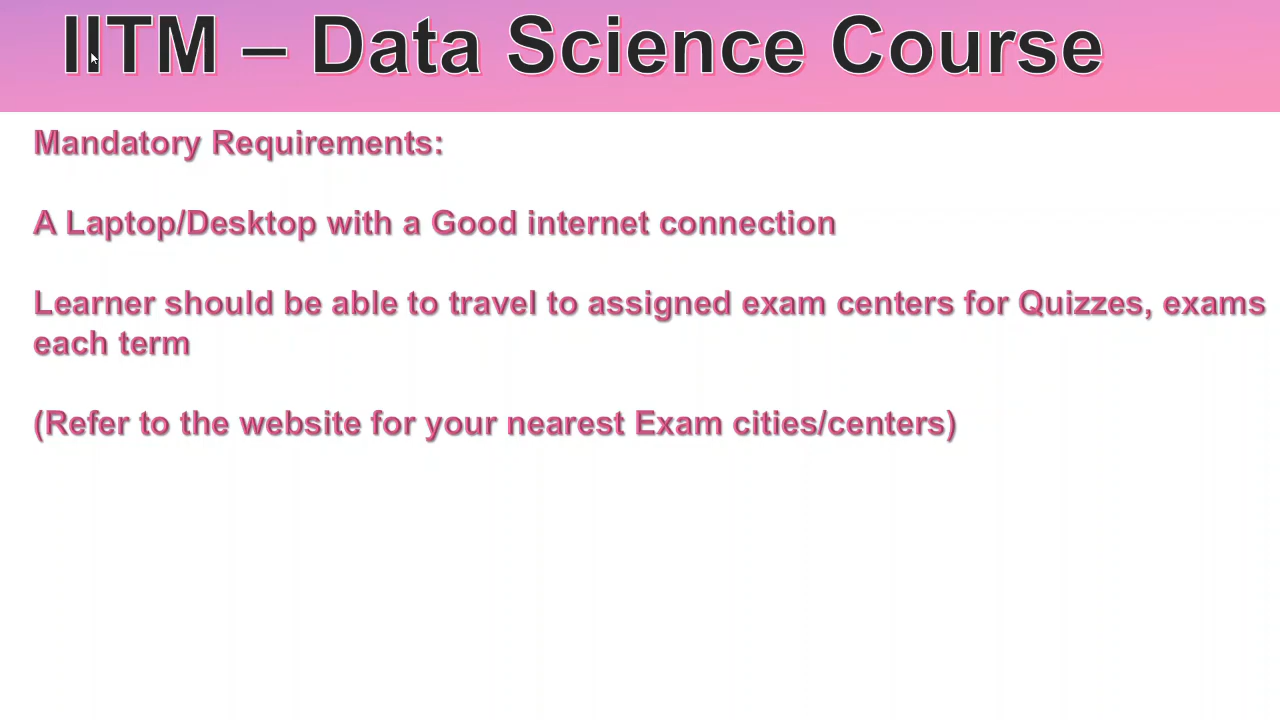 IITM – Data Science Course
Mandatory Requirements:
A Laptop/Desktop with a Good internet connection
Learner should be able to travel to assigned exam centers for Quizzes, exams
each term
(Refer to the website for your nearest Exam cities/centers)